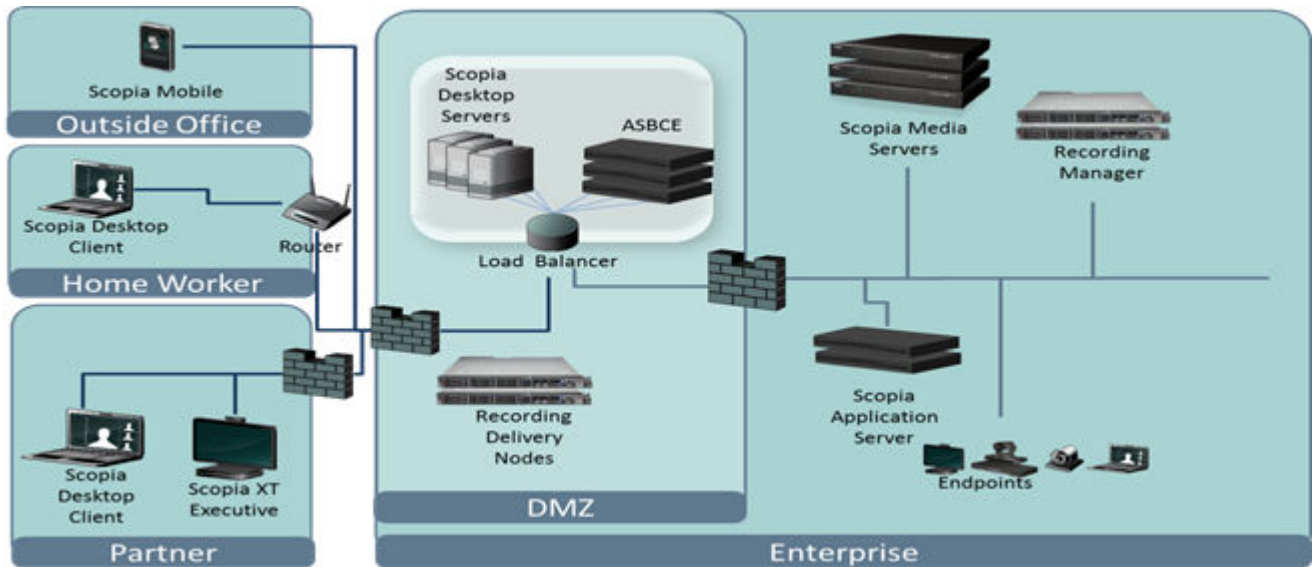 Scopia Mobile
Outside Office
Scopia Desktop
Client
Router
Home Worker
Scopia
Desktop
Client
Scopia XT
Executive
Partner
Scopia
Desktop
Servers
ASBCE
Load Balancer
Recording
Delivery
Nodes
DMZ
Scopia Media
Servers
Recording
Manager
Scopia
Application
Server
Endpoints
Enterprise